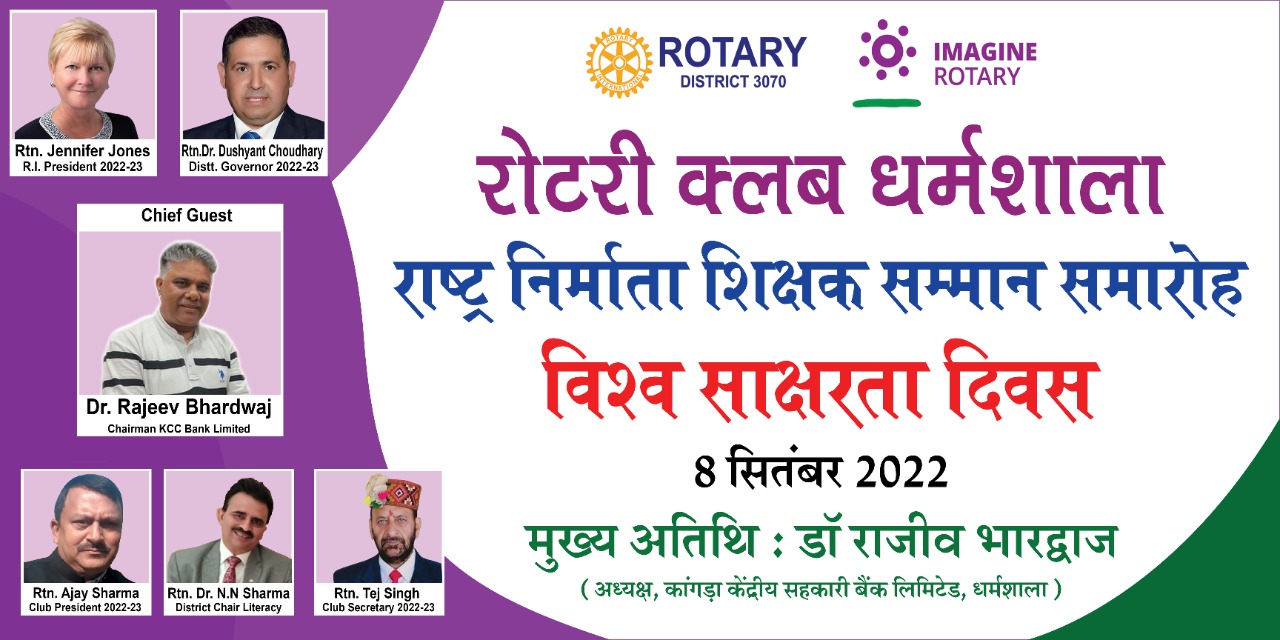 Rtn. Jennifer Jones
R.I. President 2022-23
Rtn.Dr. Dushyant Choudhary
Distt. Governor 2022-23
Chief Guest
Dr. Rajeev Bhardwaj
Chairman KCC Bank Limited
Rtn. Ajay Sharma
Club President 2022-23
Rtn. Dr. N.N Sharma
District Chair Literacy
Rtn. Tej Singh
Club Secretary 2022-23
ROTARY
INTERNATIONAL
ROTARY
DISTRICT 3070
IMAGINE
ROTARY
रोटरी क्लब धर्मशाला
राष्ट्र निर्माता शिक्षक सम्मान समारोह
विश्व साक्षरता दिवस
8 सितंबर 2022
मुख्य अतिथि : डॉ राजीव भारद्वाज
( अध्यक्ष, कांगड़ा केंद्रीय सहकारी बैंक लिमिटेड, धर्मशाला )